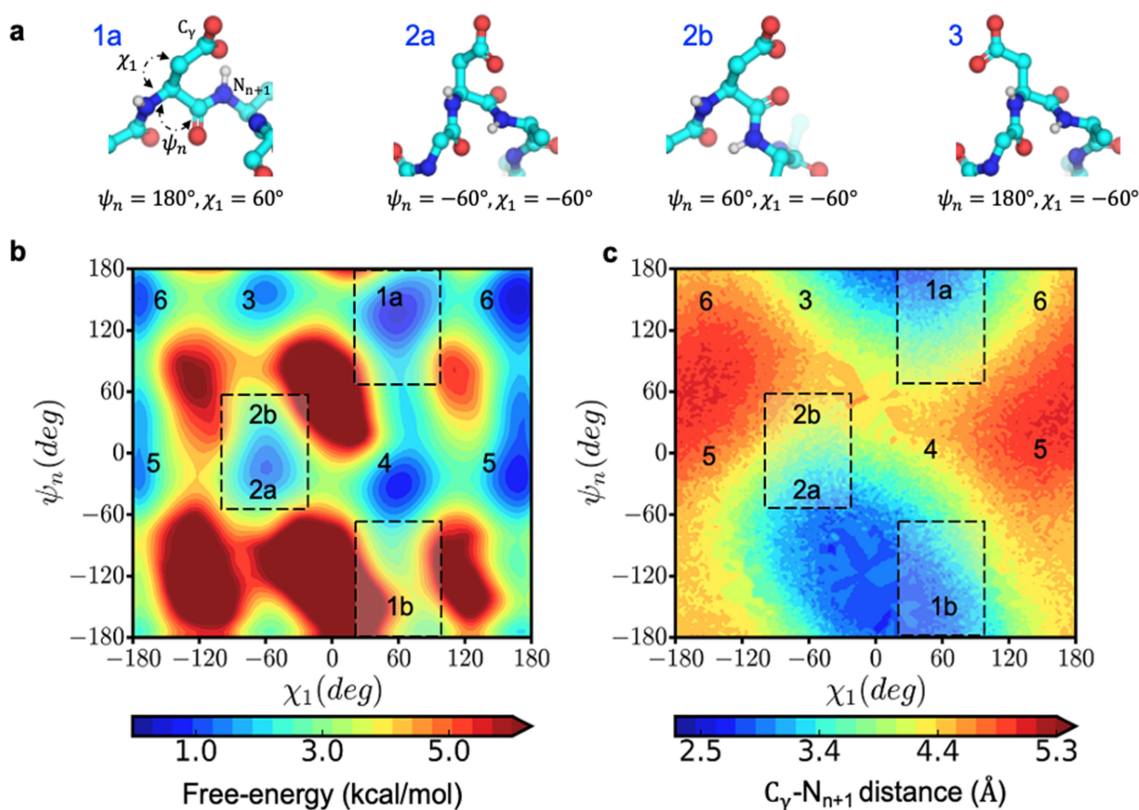 a
1a
2a
2b
3
Cγ
χ1
Nn+1
ψn
ψn = 180°, χ1 = 60°
ψn = −60°, χ1 = −60°
ψn = 60°, χ1 = −60°
ψn = 180°, χ1 = −60°
b
180
120
60
0
−60
−120
−180
ψn(deg)
6
3
1a
6
2b
5
4
5
2a
1b
−180
−120
−60
0
60
120
180
χ1(deg)
1.0
3.0
5.0
Free-energy (kcal/mol)
c
180
120
60
0
−60
−120
−180
ψn(deg)
6
3
1a
6
2b
5
4
5
2a
1b
−180
−120
−60
0
60
120
180
χ1(deg)
2.5
3.4
4.4
5.3
Cγ-Nn+1 distance (Å)